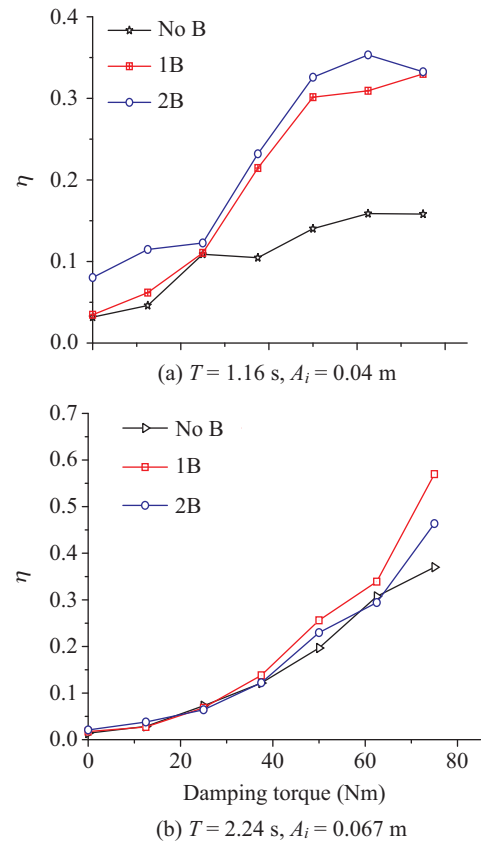 No B
1B
2B
0.4
0.3
0.2
0.1
0.0
η
(a) T = 1.16 s, Ai = 0.04 m
No B
1B
2B
0.7
0.6
0.5
0.4
0.3
0.2
0.1
0.0
η
0 20 40 60 80
Damping torque (Nm)
(b) T = 2.24 s, Ai = 0.067 m